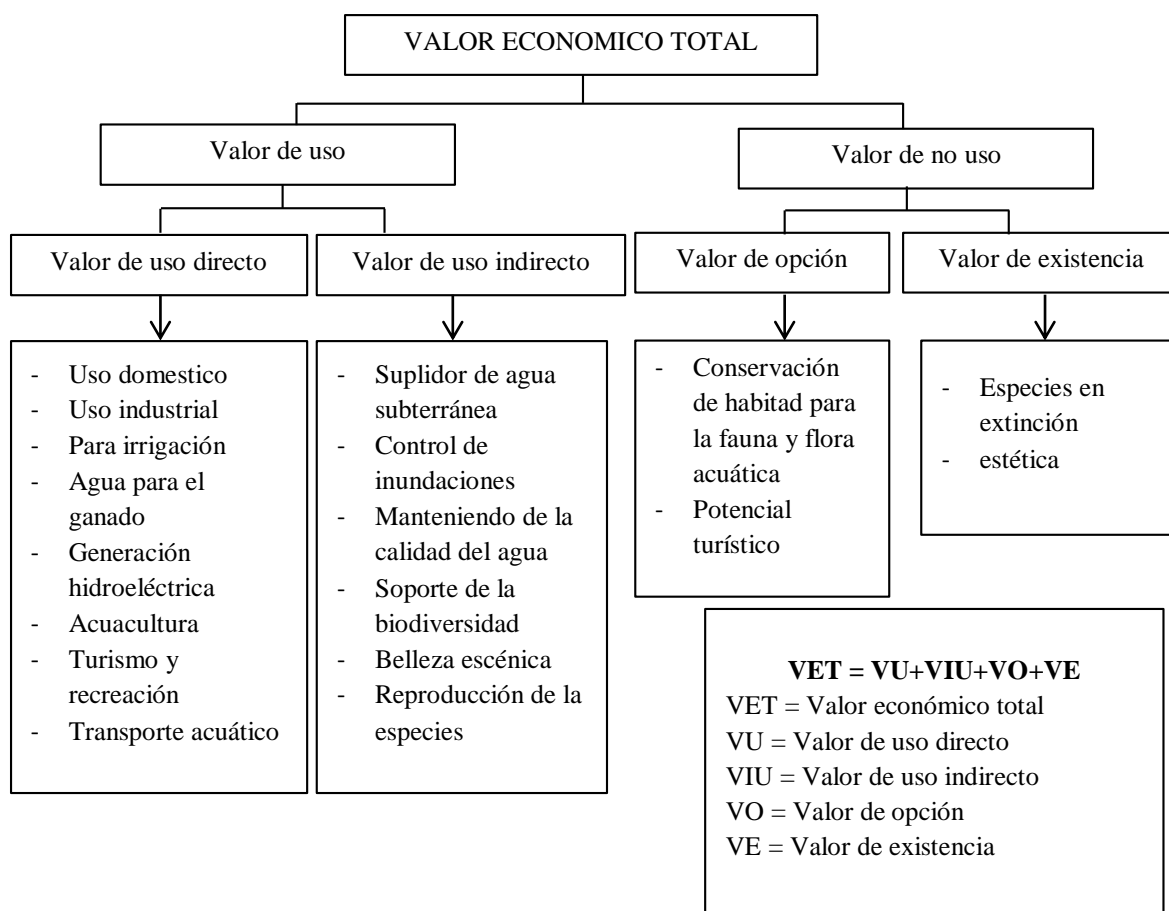 VALOR ECONOMICO TOTAL
Valor de uso
Valor de no uso
Valor de uso directo
Valor de uso indirecto
Valor de opción
Valor de existencia
- Uso domestico
- Uso industrial
- Para irrigación
- Agua para el
ganado
- Generación
hidroeléctrica
- Acuacultura
- Turismo y
recreación
- Transporte acuático
- Suplidor de agua
subterránea
- Control de
inundaciones
- Manteniendo de la
calidad del agua
- Soporte de la
biodiversidad
- Belleza escénica
- Reproducción de la
especies
- Conservación
de habitad para
la fauna y flora
acuática
- Potencial
turístico
- Especies en
extinción
- estética
VET = VU+VIU+VO+VE
VET = Valor económico total
VU = Valor de uso directo
VIU = Valor de uso indirecto
VO = Valor de opción
VE = Valor de existencia